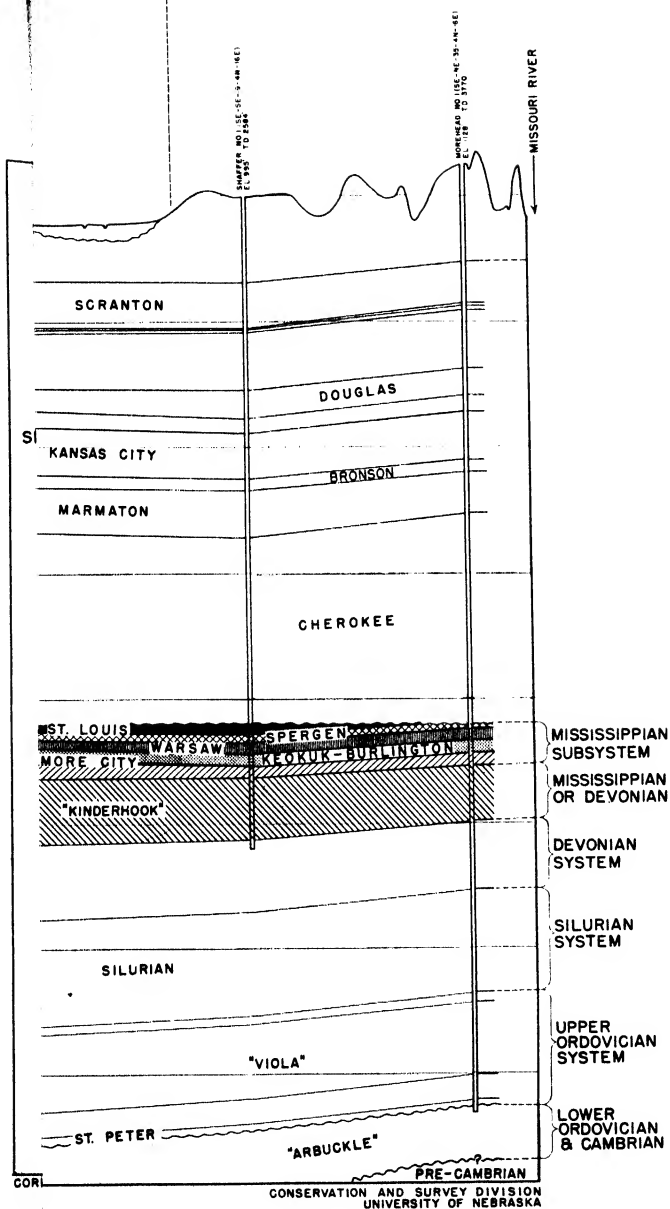 SHAFFER NO 1 (SE-SE-9-4N-16E)
EL 995 TD 2584
MOREHEAD NO 1 (SE-NE-35-4N-16E)
EL 1128 TD 3770
MISSOURI RIVER
SCRANTON
DOUGLAS
KANSAS CITY
BRONSON
MARMATON
CHEROKEE
ST. LOUIS
SPERGEN
WARSAW
KEOKUK-BURLINGTON
MORE CITY
"KINDERHOOK"
MISSISSIPPIAN
SUBSYSTEM
MISSISSIPPIAN
OR DEVONIAN
DEVONIAN
SYSTEM
SILURIAN
SYSTEM
SILURIAN
UPPER
ORDOVICIAN
SYSTEM
"VIOLA"
ST. PETER
"ARBUCKLE"
LOWER
ORDOVICIAN
& CAMBRIAN
?
PRE-CAMBRIAN
CONSERVATION AND SURVEY DIVISION
UNIVERSITY OF NEBRASKA